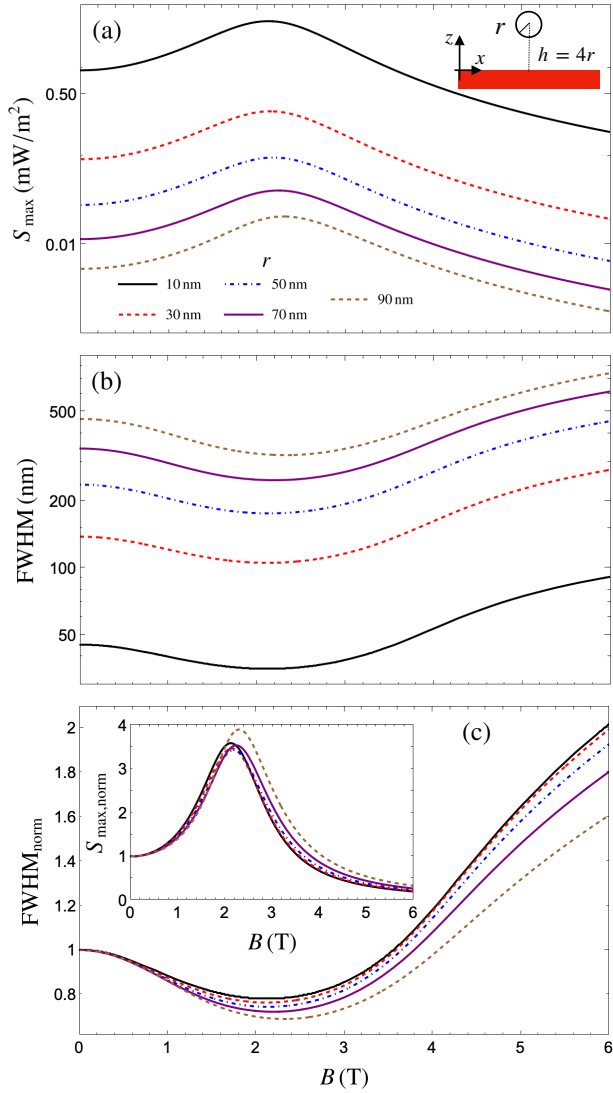 (a)
r
z
x
h = 4r
0.50
0.01
S_max (mW/m²)
r
10 nm
50 nm
90 nm
30 nm
70 nm
(b)
500
200
100
50
FWHM (nm)
(c)
2
1.8
1.6
1.4
1.2
1
0.8
FWHM_norm
4
3
2
1
0
S_max,norm
0 1 2 3 4 5 6
B (T)
0 1 2 3 4 5 6
B (T)